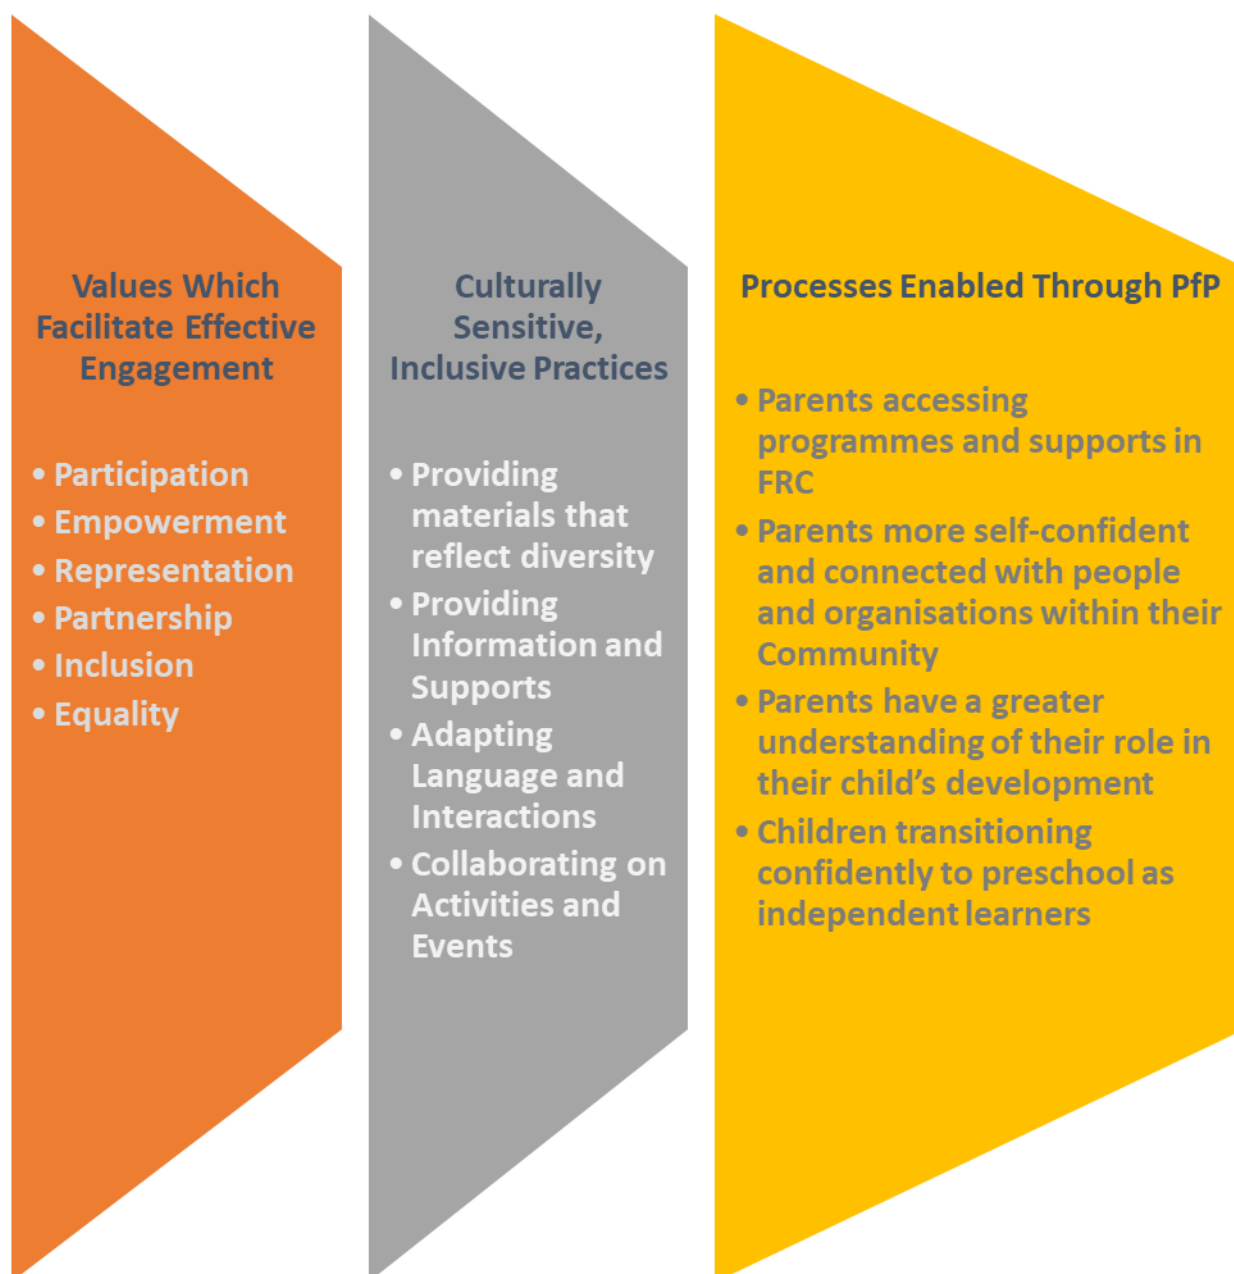 Values Which
Facilitate Effective
Engagement
• Participation
• Empowerment
• Representation
• Partnership
• Inclusion
• Equality
Culturally
Sensitive,
Inclusive Practices
• Providing
materials that
reflect diversity
• Providing
Information and
Supports
• Adapting
Language and
Interactions
• Collaborating on
Activities and
Events
Processes Enabled Through PfP
• Parents accessing
programmes and supports in
FRC
• Parents more self-confident
and connected with people
and organisations within their
Community
• Parents have a greater
understanding of their role in
their child’s development
• Children transitioning
confidently to preschool as
independent learners